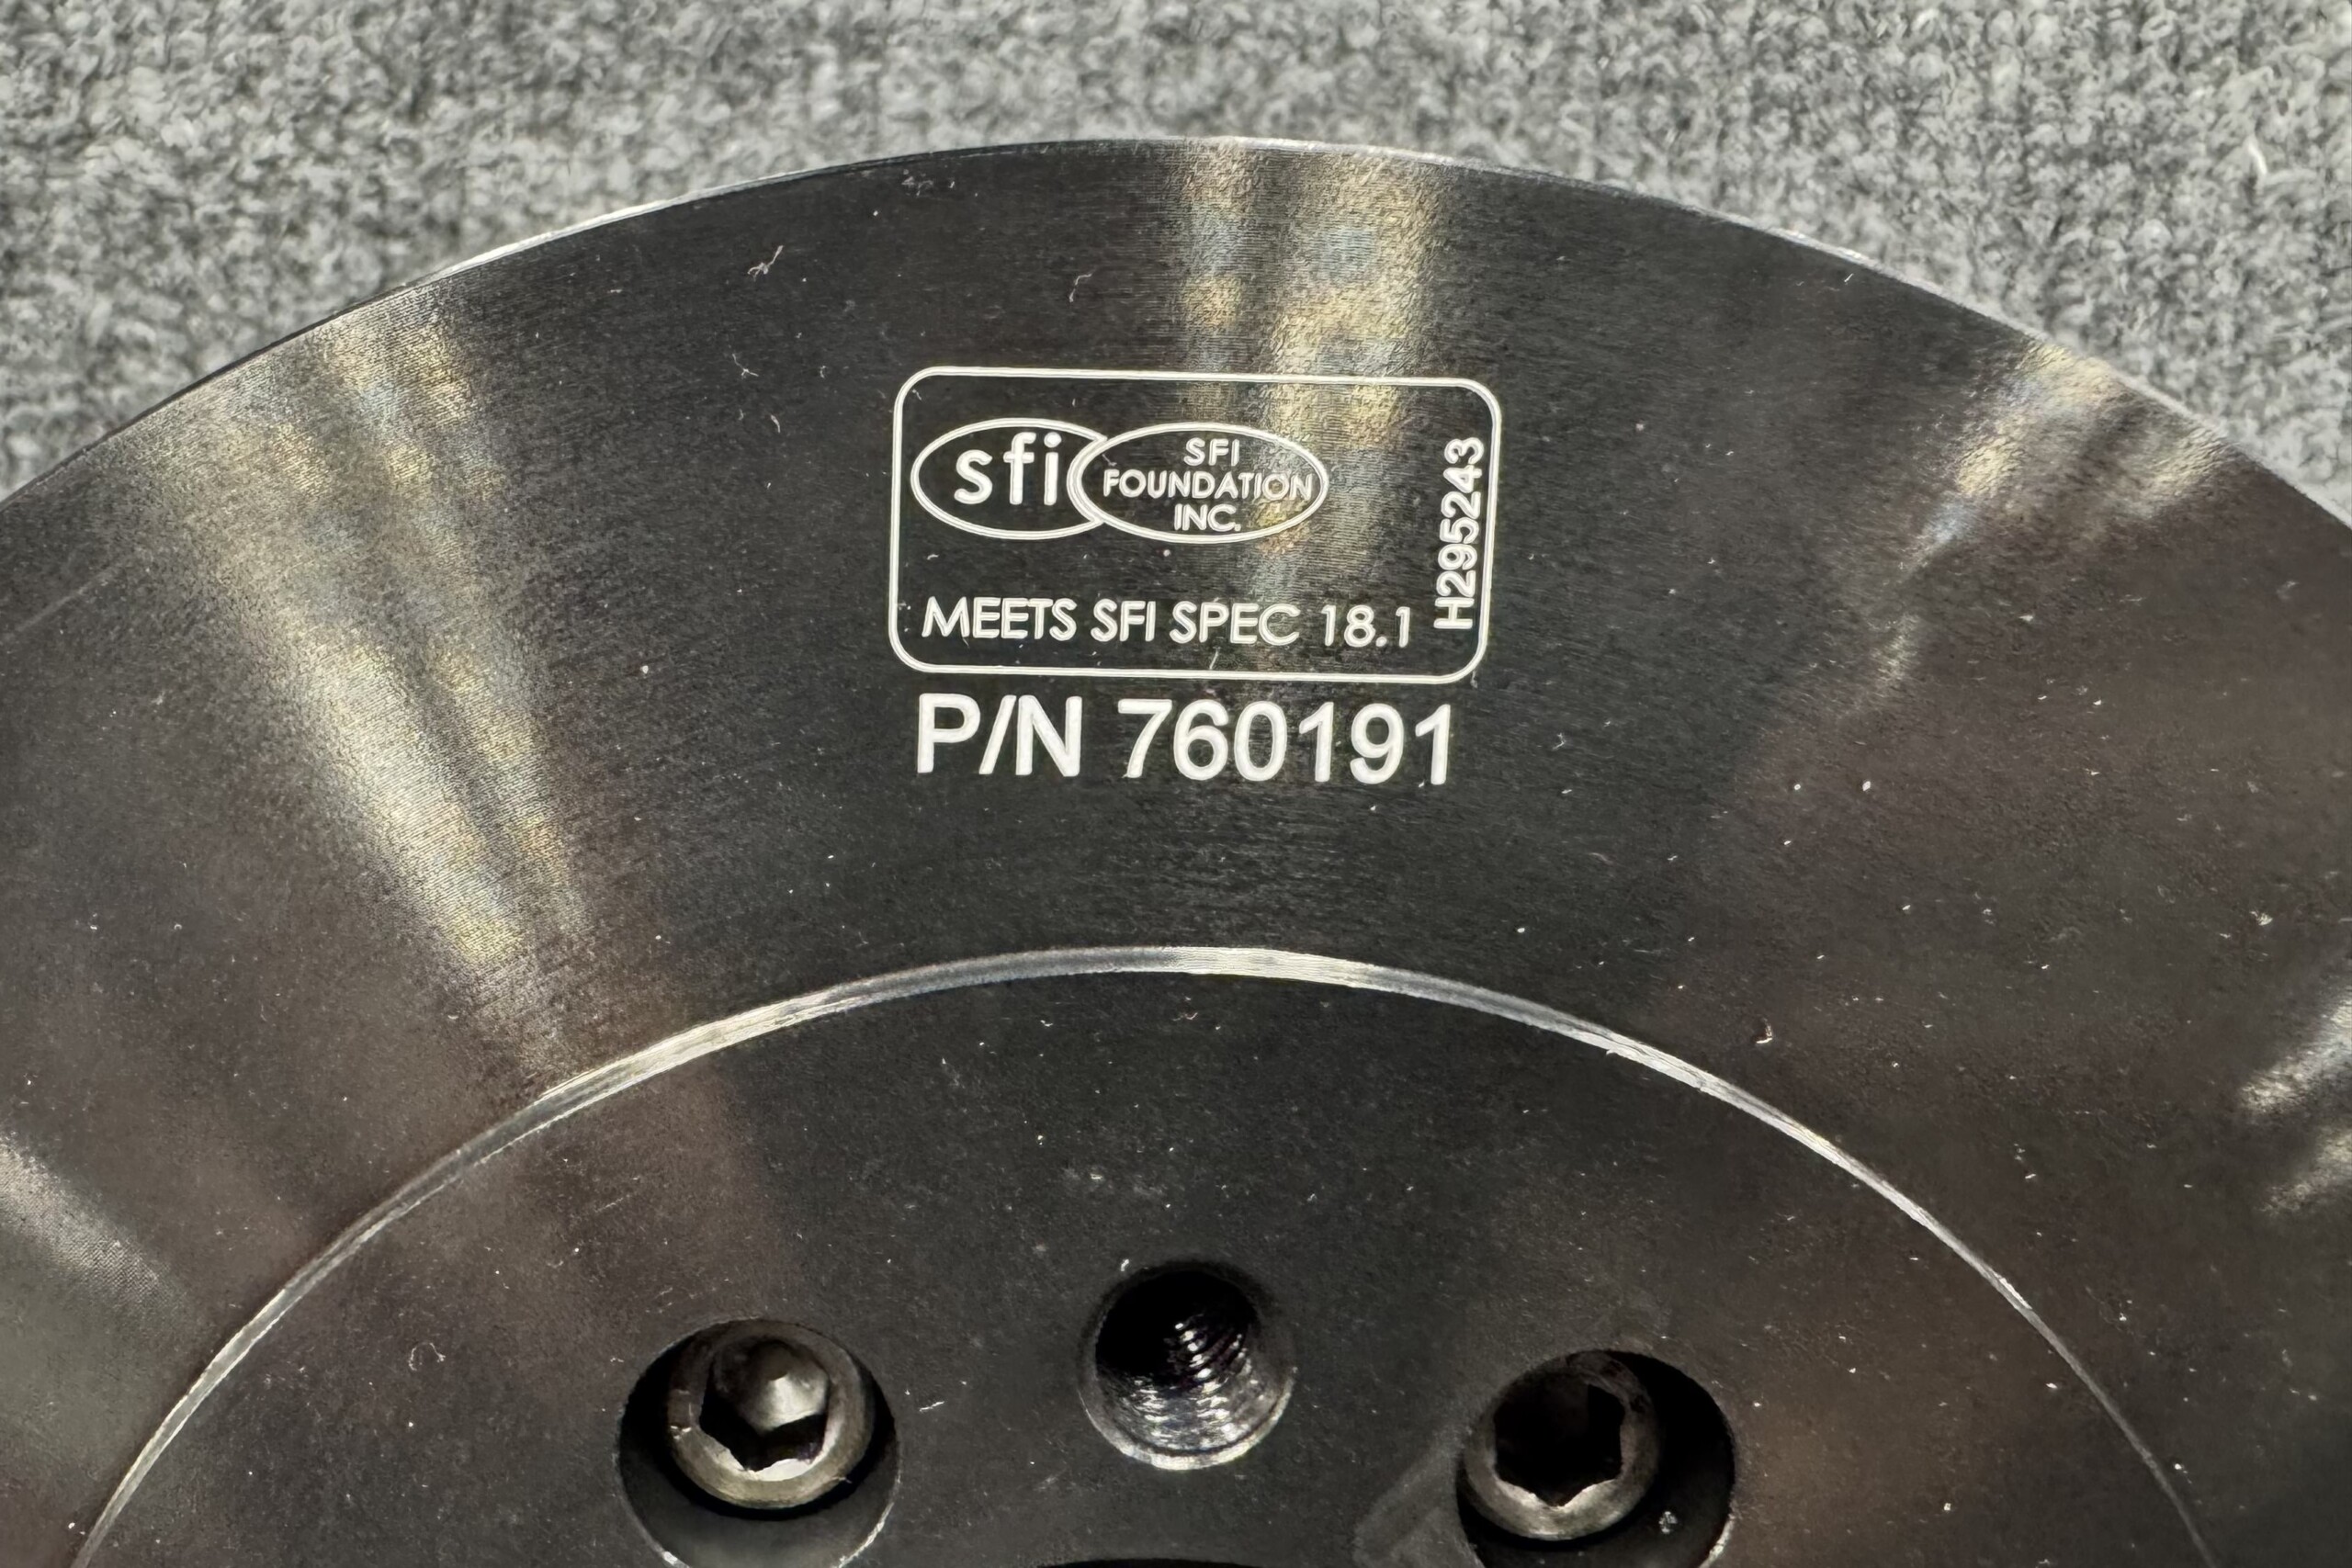 sfi
SFI
FOUNDATION
INC.
H295243
MEETS SFI SPEC 18.1
P/N 760191